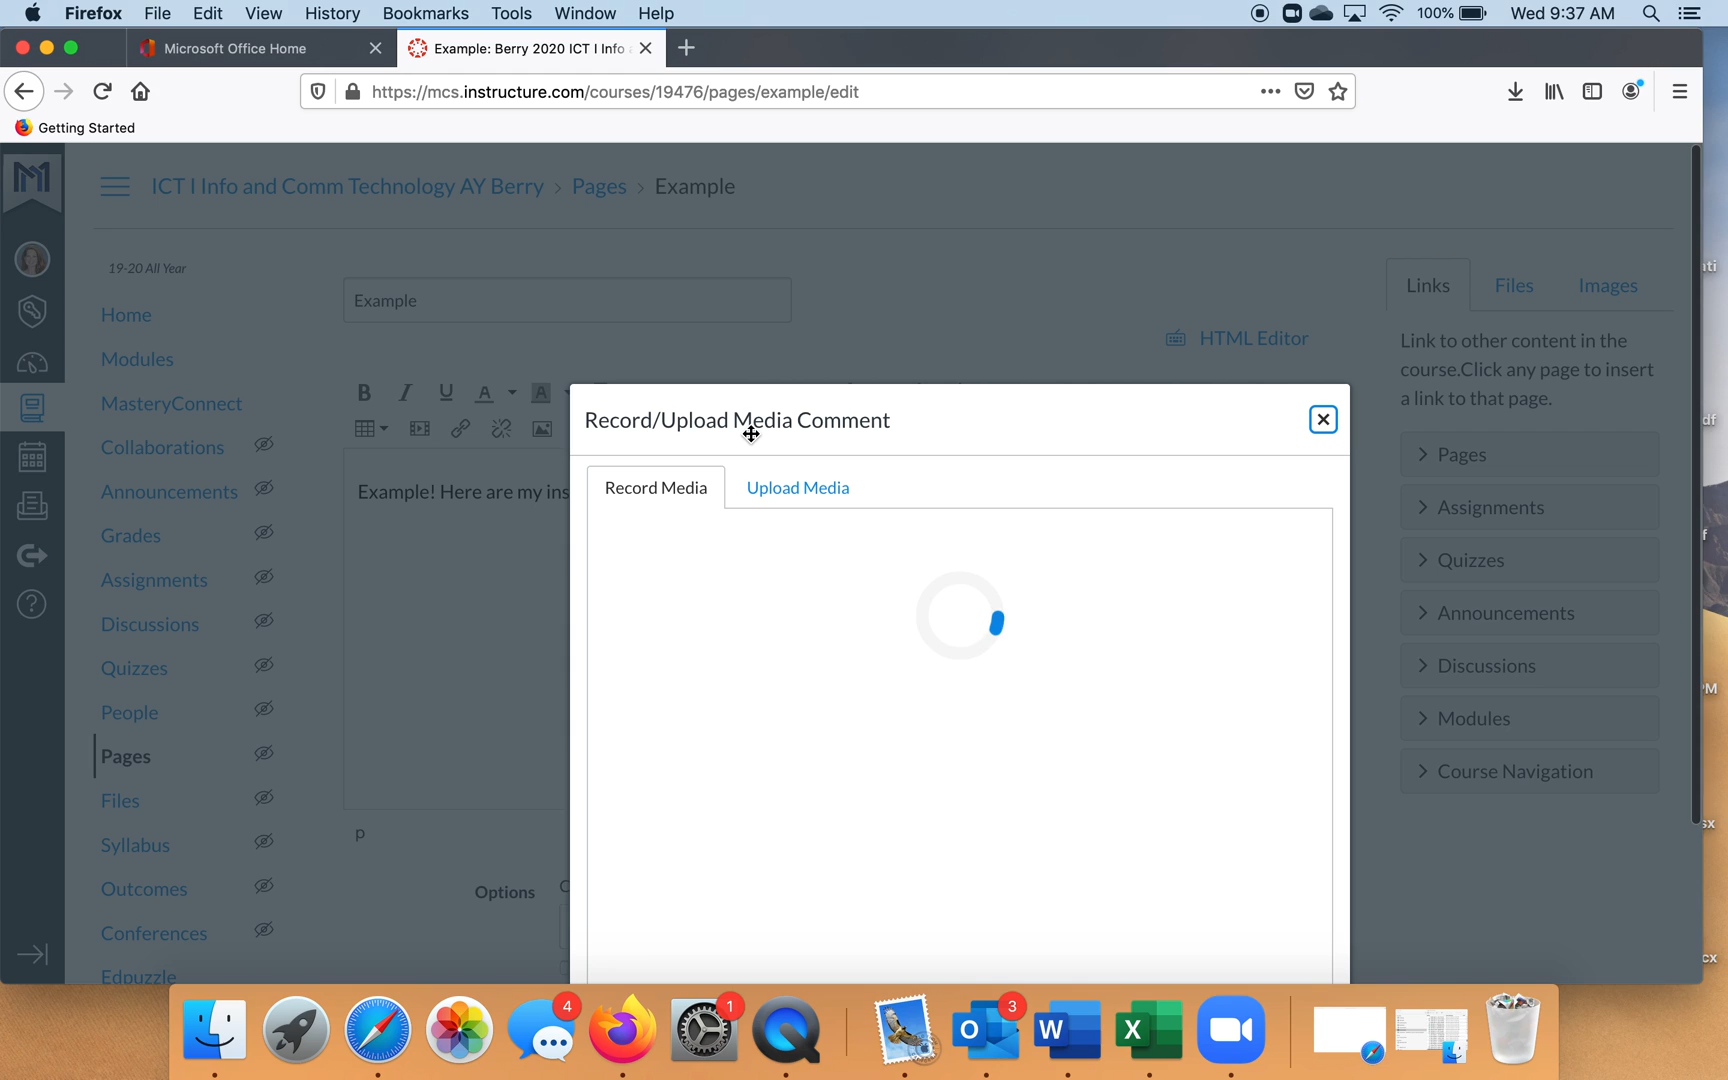 Firefox File Edit View History Bookmarks Tools Window Help 100% Wed 9:37 AM
Microsoft Office Home
Example: Berry 2020 ICT I Info
https://mcs.instructure.com/courses/19476/pages/example/edit
Getting Started
ICT I Info and Comm Technology AY Berry > Pages > Example
19-20 All Year
Home
Modules
MasteryConnect
Collaborations
Announcements
Grades
Assignments
Discussions
Quizzes
People
Pages
Files
Syllabus
Outcomes
Conferences
Edpuzzle
Example
HTML Editor
B I U A A
Example! Here are my ins
p
Options
Record/Upload Media Comment
Record Media Upload Media
Links Files Images
Link to other content in the
course.Click any page to insert
a link to that page.
Pages
Assignments
Quizzes
Announcements
Discussions
Modules
Course Navigation
4
1
3
O
W
X